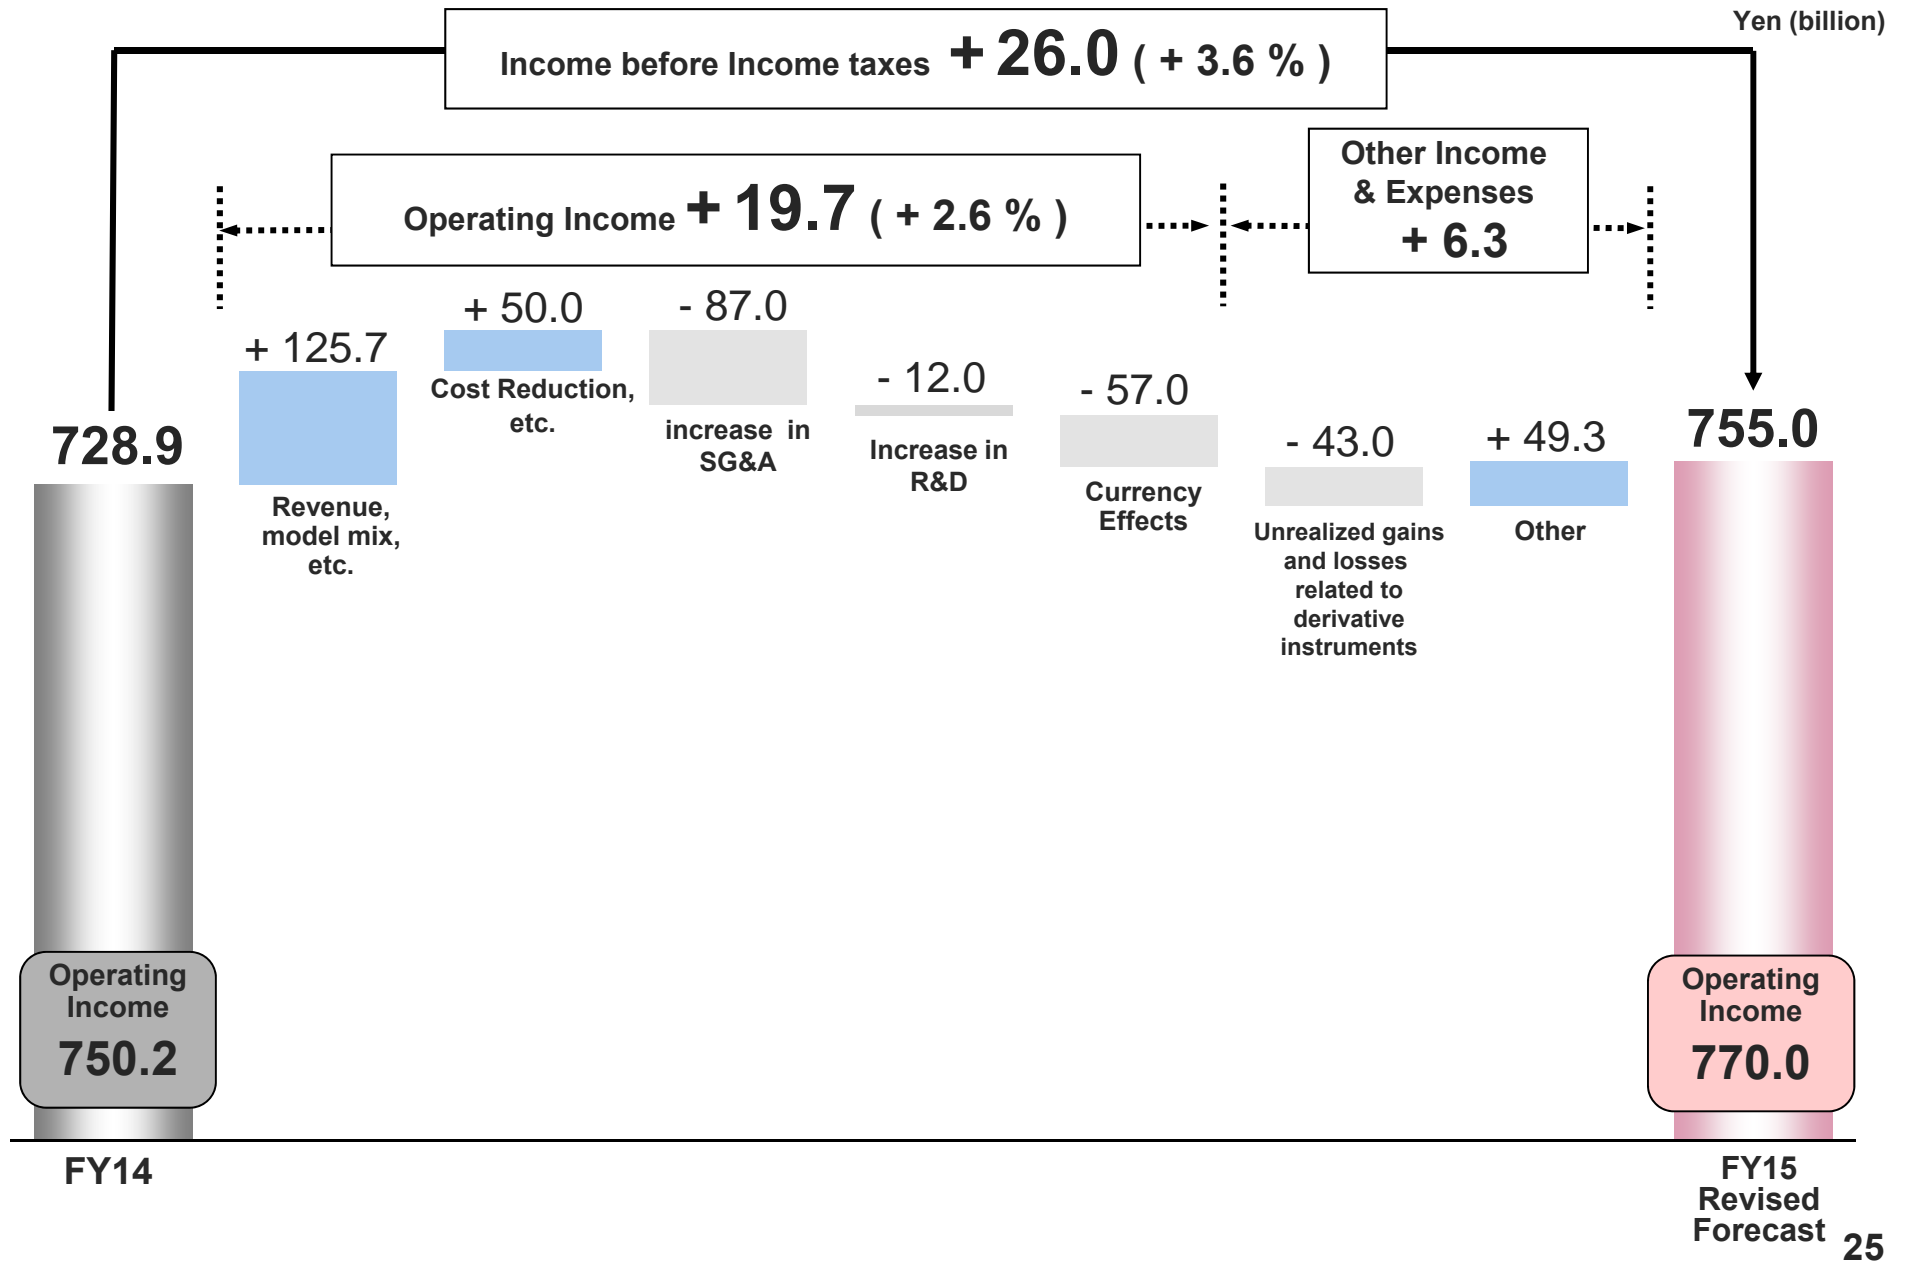 Yen (billion)
Income before Income taxes + 26.0 ( + 3.6 % )
Operating Income + 19.7 ( + 2.6 % )
Other Income
& Expenses
+ 6.3
728.9
+ 125.7
Revenue,
model mix,
etc.
+ 50.0
Cost Reduction,
etc.
- 87.0
increase in
SG&A
- 12.0
Increase in
R&D
- 57.0
Currency
Effects
- 43.0
Unrealized gains
and losses
related to
derivative
instruments
+ 49.3
Other
755.0
Operating
Income
750.2
Operating
Income
770.0
FY14
FY15
Revised
Forecast
25